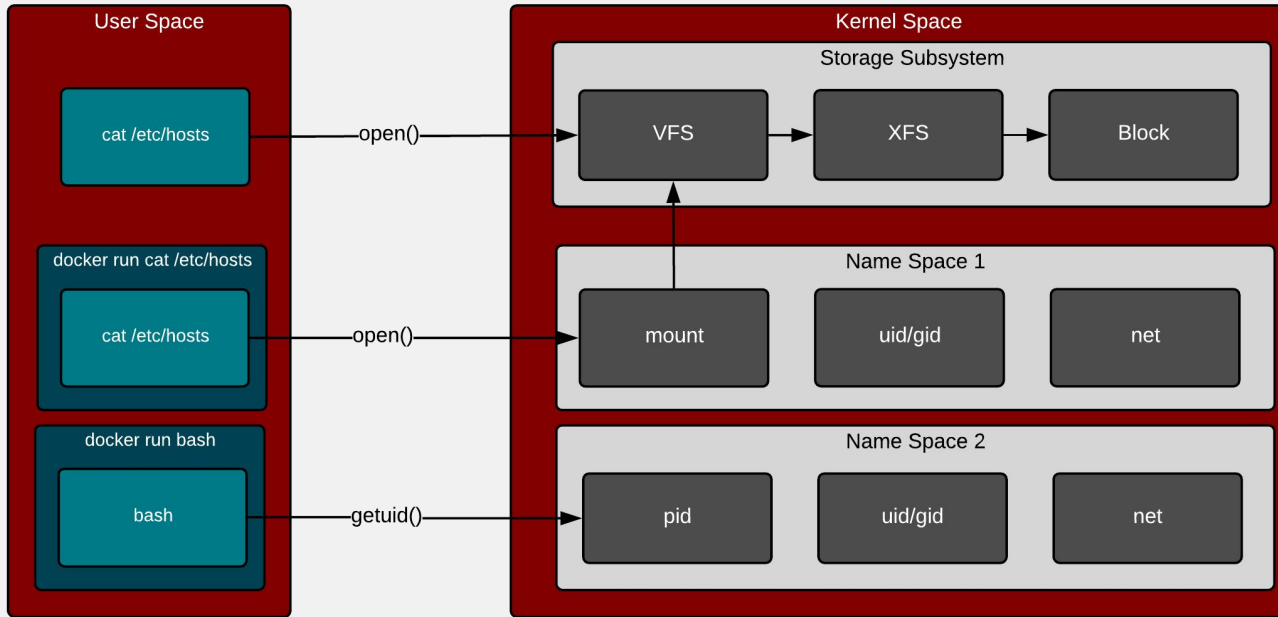 User Space
Kernel Space
Storage Subsystem
cat /etc/hosts
open()
VFS
XFS
Block
docker run cat /etc/hosts
Name Space 1
cat /etc/hosts
open()
mount
uid/gid
net
docker run bash
Name Space 2
bash
getuid()
pid
uid/gid
net